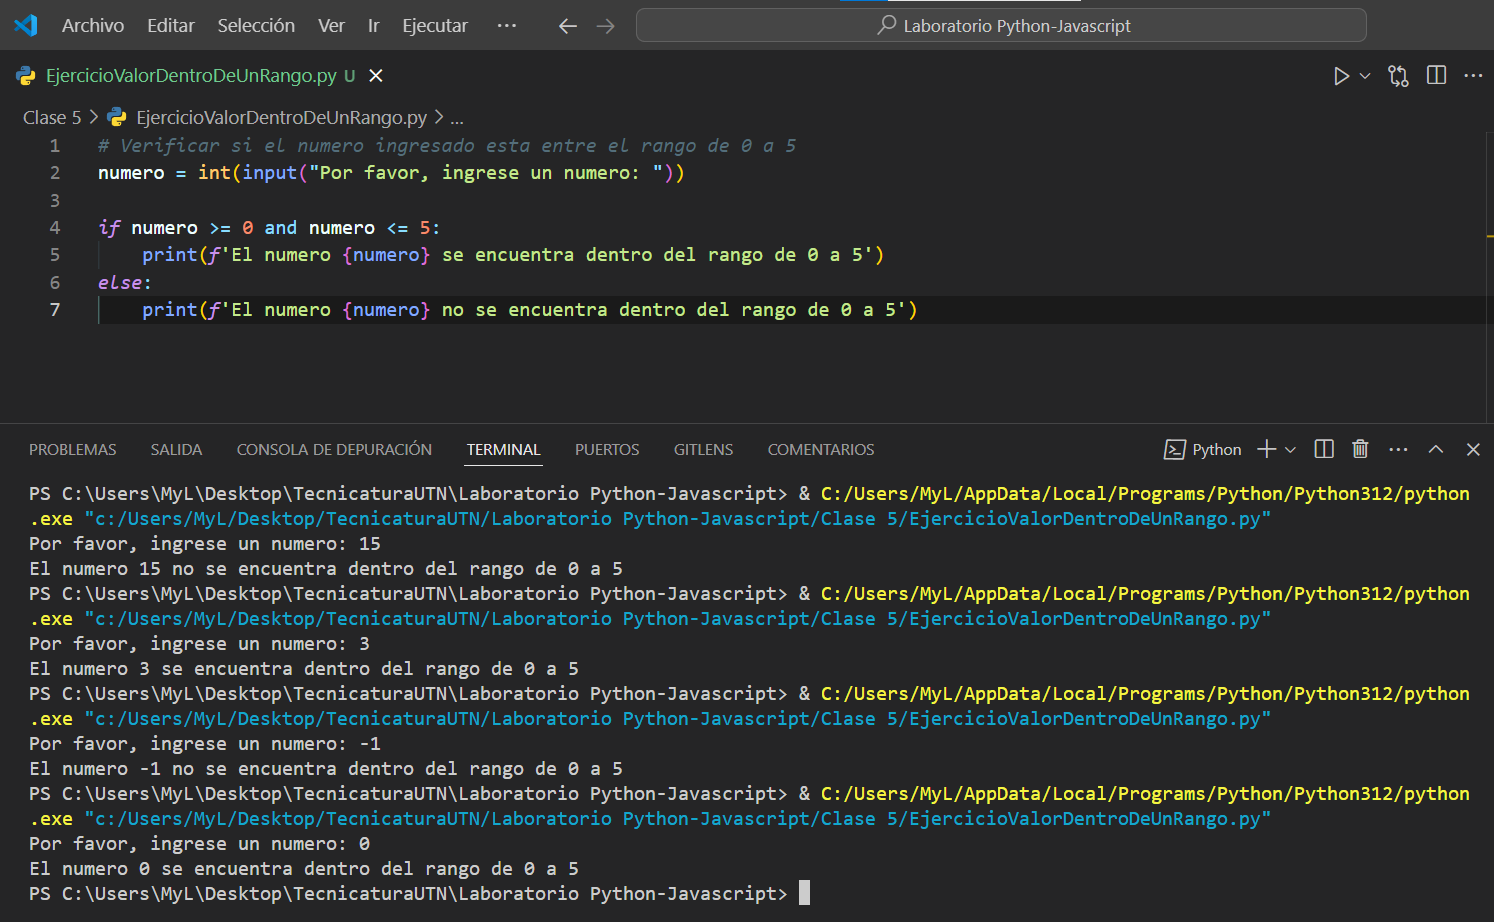 Archivo Editar Selección Ver Ir Ejecutar ··· Laboratorio Python-Javascript
EjercicioValorDentroDeUnRango.py U
Clase 5 > EjercicioValorDentroDeUnRango.py > ...
1 # Verificar si el numero ingresado esta entre el rango de 0 a 5
2 numero = int(input("Por favor, ingrese un numero: "))
3
4 if numero >= 0 and numero <= 5:
5     print(f'El numero {numero} se encuentra dentro del rango de 0 a 5')
6 else:
7     print(f'El numero {numero} no se encuentra dentro del rango de 0 a 5')
PROBLEMAS SALIDA CONSOLA DE DEPURACIÓN TERMINAL PUERTOS GITLENS COMENTARIOS Python
PS C:\Users\MyL\Desktop\TecnicaturaUTN\Laboratorio Python-Javascript> & C:/Users/MyL/AppData/Local/Programs/Python/Python312/python
.exe "c:/Users/MyL/Desktop/TecnicaturaUTN/Laboratorio Python-Javascript/Clase 5/EjercicioValorDentroDeUnRango.py"
Por favor, ingrese un numero: 15
El numero 15 no se encuentra dentro del rango de 0 a 5
PS C:\Users\MyL\Desktop\TecnicaturaUTN\Laboratorio Python-Javascript> & C:/Users/MyL/AppData/Local/Programs/Python/Python312/python
.exe "c:/Users/MyL/Desktop/TecnicaturaUTN/Laboratorio Python-Javascript/Clase 5/EjercicioValorDentroDeUnRango.py"
Por favor, ingrese un numero: 3
El numero 3 se encuentra dentro del rango de 0 a 5
PS C:\Users\MyL\Desktop\TecnicaturaUTN\Laboratorio Python-Javascript> & C:/Users/MyL/AppData/Local/Programs/Python/Python312/python
.exe "c:/Users/MyL/Desktop/TecnicaturaUTN/Laboratorio Python-Javascript/Clase 5/EjercicioValorDentroDeUnRango.py"
Por favor, ingrese un numero: -1
El numero -1 no se encuentra dentro del rango de 0 a 5
PS C:\Users\MyL\Desktop\TecnicaturaUTN\Laboratorio Python-Javascript> & C:/Users/MyL/AppData/Local/Programs/Python/Python312/python
.exe "c:/Users/MyL/Desktop/TecnicaturaUTN/Laboratorio Python-Javascript/Clase 5/EjercicioValorDentroDeUnRango.py"
Por favor, ingrese un numero: 0
El numero 0 se encuentra dentro del rango de 0 a 5
PS C:\Users\MyL\Desktop\TecnicaturaUTN\Laboratorio Python-Javascript>